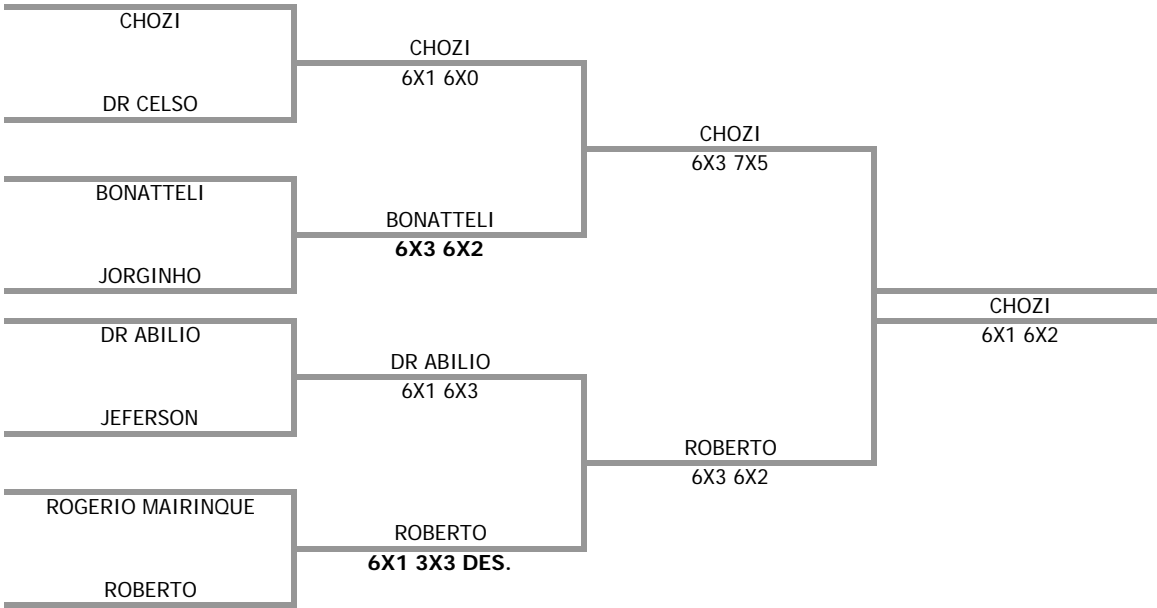 CHOZI
DR CELSO
BONATTELI
JORGINHO
DR ABILIO
JEFERSON
ROGERIO MAIRINQUE
ROBERTO
CHOZI
6X1 6X0
BONATTELI
6X3 6X2
DR ABILIO
6X1 6X3
ROBERTO
6X1 3X3 DES.
CHOZI
6X3 7X5
ROBERTO
6X3 6X2
CHOZI
6X1 6X2